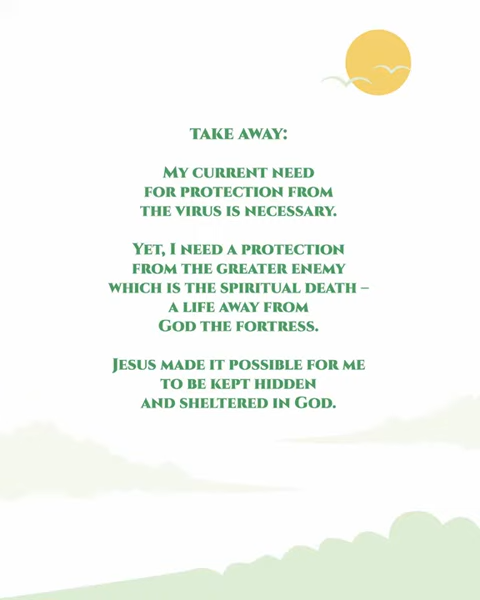 TAKE AWAY:
MY CURRENT NEED
FOR PROTECTION FROM
THE VIRUS IS NECESSARY.
YET, I NEED A PROTECTION
FROM THE GREATER ENEMY
WHICH IS THE SPIRITUAL DEATH –
A LIFE AWAY FROM
GOD THE FORTRESS.
JESUS MADE IT POSSIBLE FOR ME
TO BE KEPT HIDDEN
AND SHELTERED IN GOD.